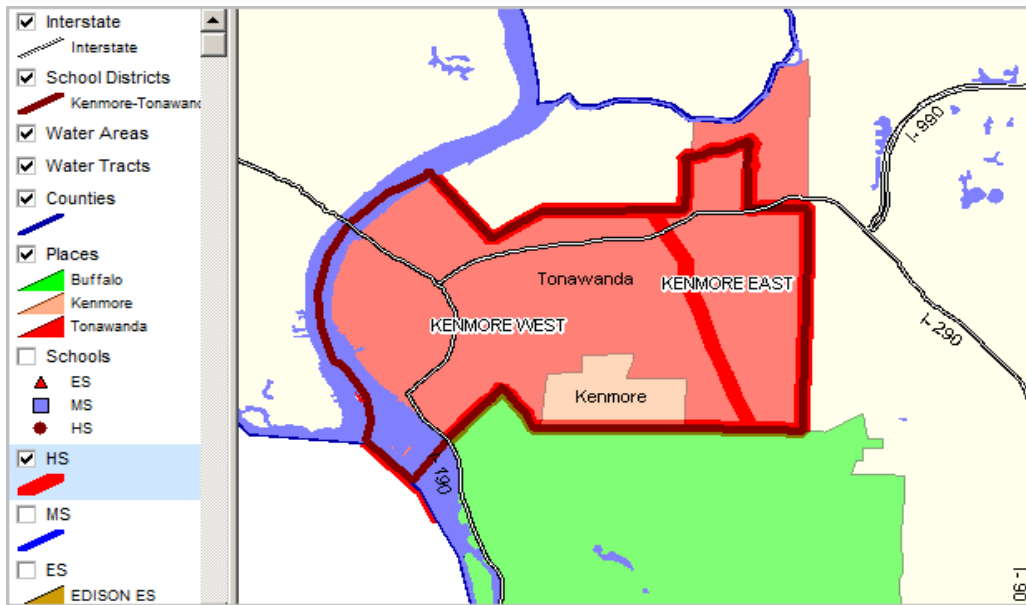 Interstate
Interstate
School Districts
Kenmore-Tonawand
Water Areas
Water Tracts
Counties
Places
Buffalo
Kenmore
Tonawanda
Schools
ES
MS
HS
HS
MS
ES
EDISON ES
I- 990
Tonawanda
KENMORE EAST
KENMORE WEST
I- 290
Kenmore
I- 190
I- 90